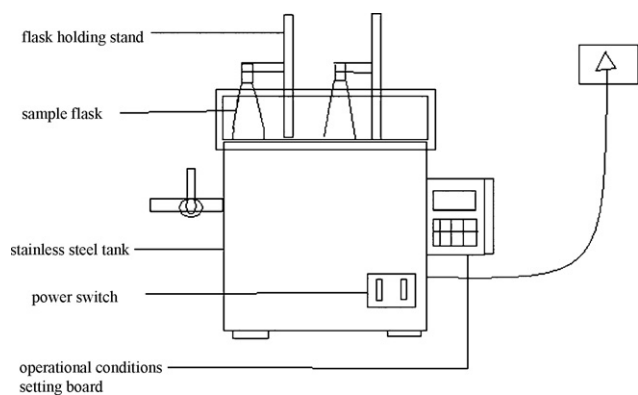 flask holding stand
sample flask
stainless steel tank
power switch
operational conditions
setting board